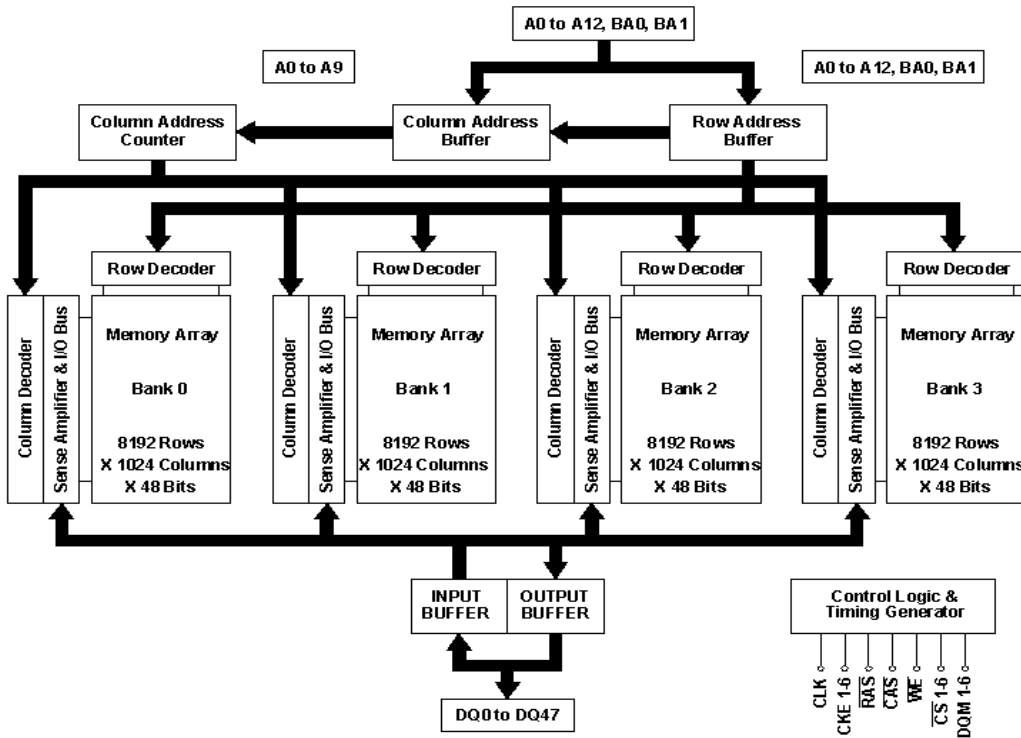 A0 to A12, BA0, BA1
A0 to A9
A0 to A12, BA0, BA1
Column Address
Counter
Column Address
Buffer
Row Address
Buffer
Row Decoder
Row Decoder
Row Decoder
Row Decoder
Column Decoder
Sense Amplifier & I/O Bus
Memory Array
Bank 0
8192 Rows
X 1024 Columns
X 48 Bits
Column Decoder
Sense Amplifier & I/O Bus
Memory Array
Bank 1
8192 Rows
X 1024 Columns
X 48 Bits
Column Decoder
Sense Amplifier & I/O Bus
Memory Array
Bank 2
8192 Rows
X 1024 Columns
X 48 Bits
Column Decoder
Sense Amplifier & I/O Bus
Memory Array
Bank 3
8192 Rows
X 1024 Columns
X 48 Bits
INPUT
BUFFER
OUTPUT
BUFFER
DQ0 to DQ47
Control Logic &
Timing Generator
CLK
CKE 1-6
RAS
CAS
WE
CS 1-6
DQM 1-6